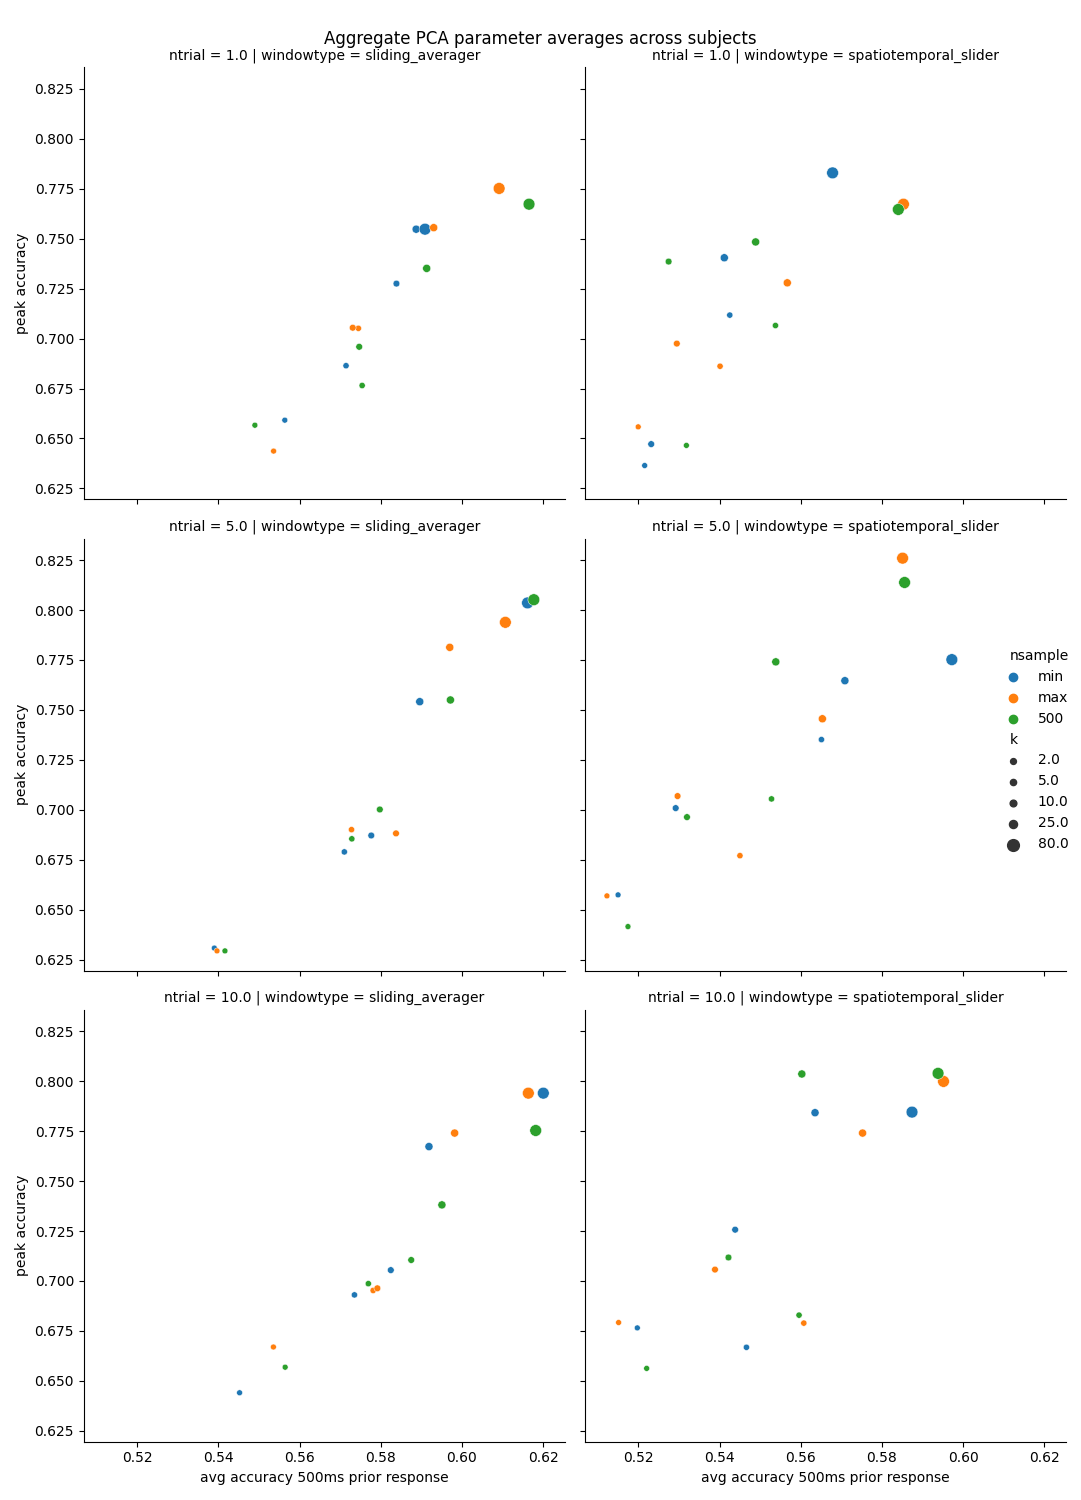 Aggregate PCA parameter averages across subjects
ntrial = 1.0 | windowtype = sliding_averager
ntrial = 1.0 | windowtype = spatiotemporal_slider
0.825
0.800
0.775
0.750
0.725
0.700
0.675
0.650
0.625
peak accuracy
ntrial = 5.0 | windowtype = sliding_averager
ntrial = 5.0 | windowtype = spatiotemporal_slider
0.825
0.800
0.775
0.750
0.725
0.700
0.675
0.650
0.625
peak accuracy
nsample
min
max
500
k
2.0
5.0
10.0
25.0
80.0
ntrial = 10.0 | windowtype = sliding_averager
ntrial = 10.0 | windowtype = spatiotemporal_slider
0.825
0.800
0.775
0.750
0.725
0.700
0.675
0.650
0.625
peak accuracy
0.52 0.54 0.56 0.58 0.60 0.62
0.52 0.54 0.56 0.58 0.60 0.62
avg accuracy 500ms prior response
avg accuracy 500ms prior response